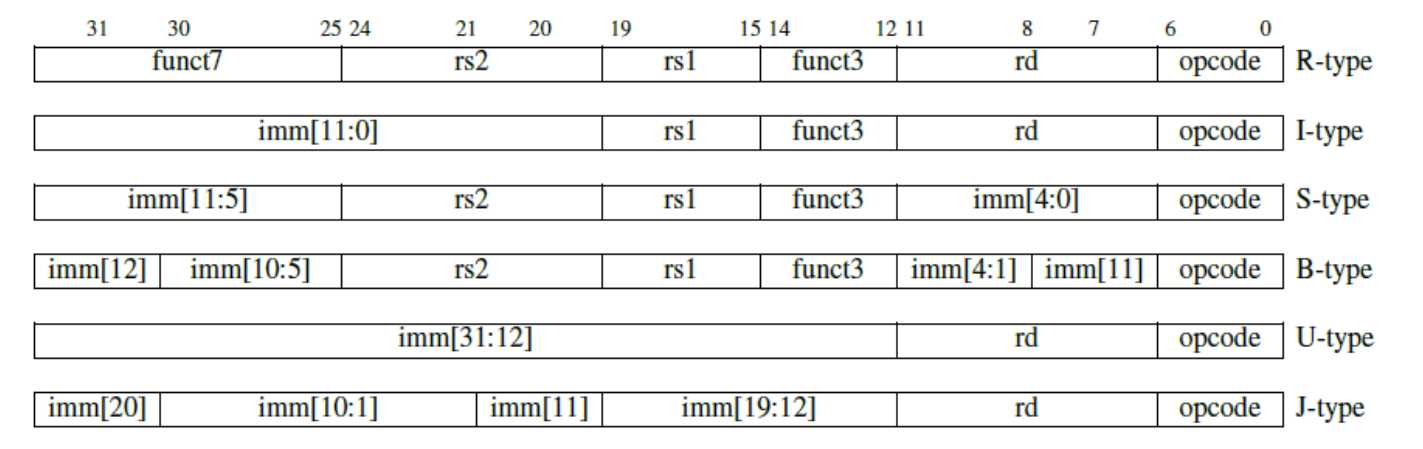 31 30 25 24 21 20 19 15 14 12 11 8 7 6 0
funct7 rs2 rs1 funct3 rd opcode R-type
imm[11:0] rs1 funct3 rd opcode I-type
imm[11:5] rs2 rs1 funct3 imm[4:0] opcode S-type
imm[12] imm[10:5] rs2 rs1 funct3 imm[4:1] imm[11] opcode B-type
imm[31:12] rd opcode U-type
imm[20] imm[10:1] imm[11] imm[19:12] rd opcode J-type